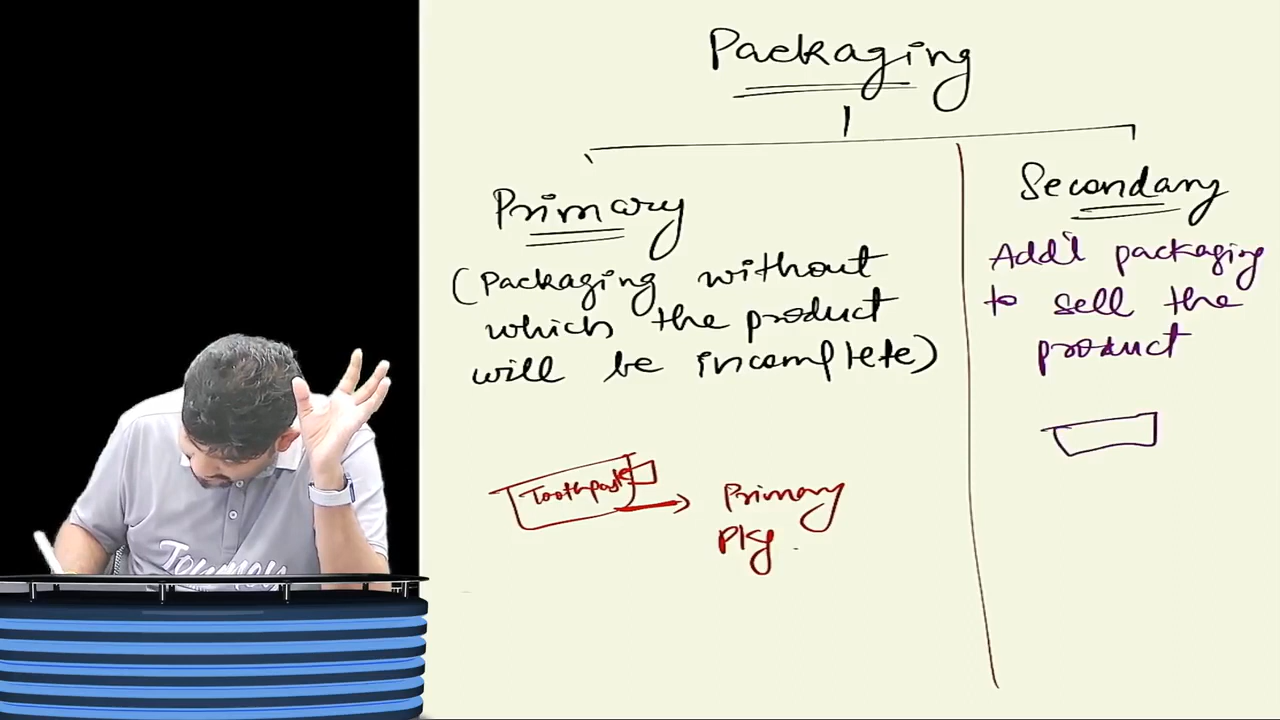 Packaging
Primary
(Packaging without
which the product
will be incomplete)
Toothpaste
Primary
Pkg.
Secondary
Add'l packaging
to sell the
product